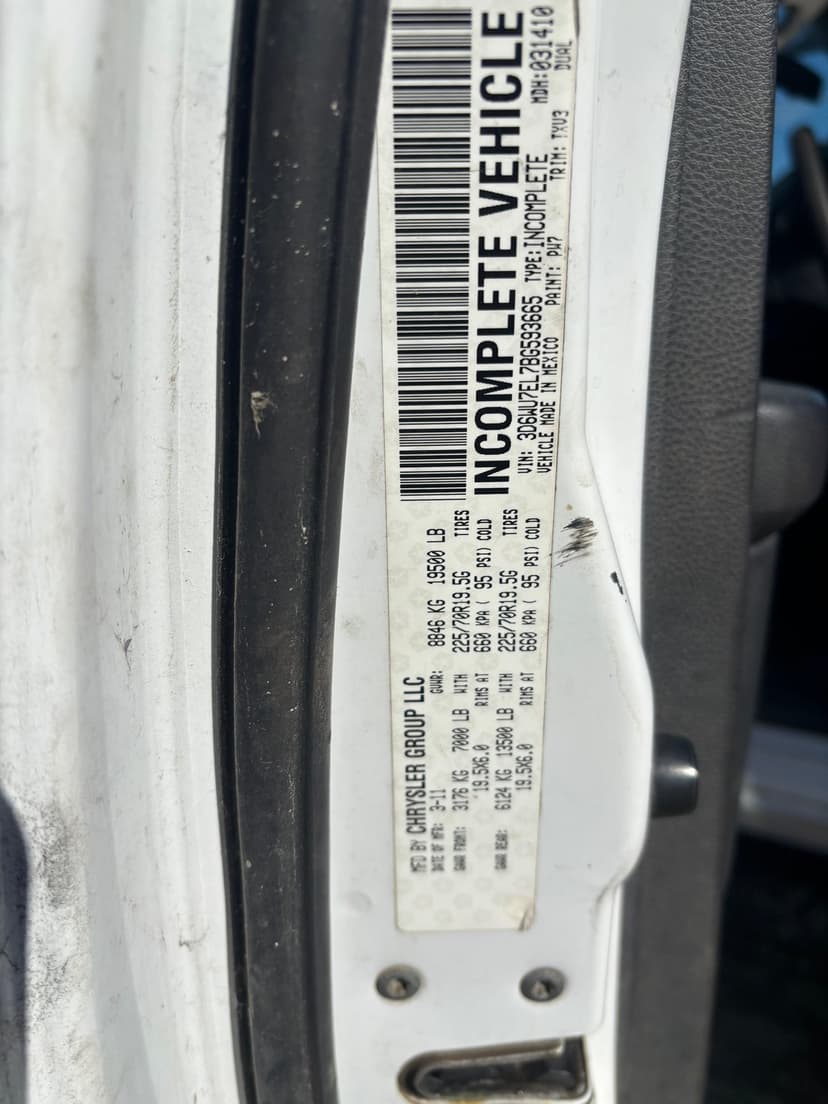 MFD BY CHRYSLER GROUP LLC
DATE OF MFR: 3-11 GVWR: 8846 KG 19500 LB
GAWR FRONT: 3176 KG 7000 LB WITH 225/70R19.5G TIRES
19.5X6.0 RIMS AT 660 KPA ( 95 PSI) COLD
GAWR REAR: 6124 KG 13500 LB WITH 225/70R19.5G TIRES
19.5X6.0 RIMS AT 660 KPA ( 95 PSI) COLD
INCOMPLETE VEHICLE
VIN: 3D6WU7EL7BG593665 TYPE: INCOMPLETE MDH: 031410
VEHICLE MADE IN MEXICO PAINT: PW7 TRIM: TXV3 DUAL